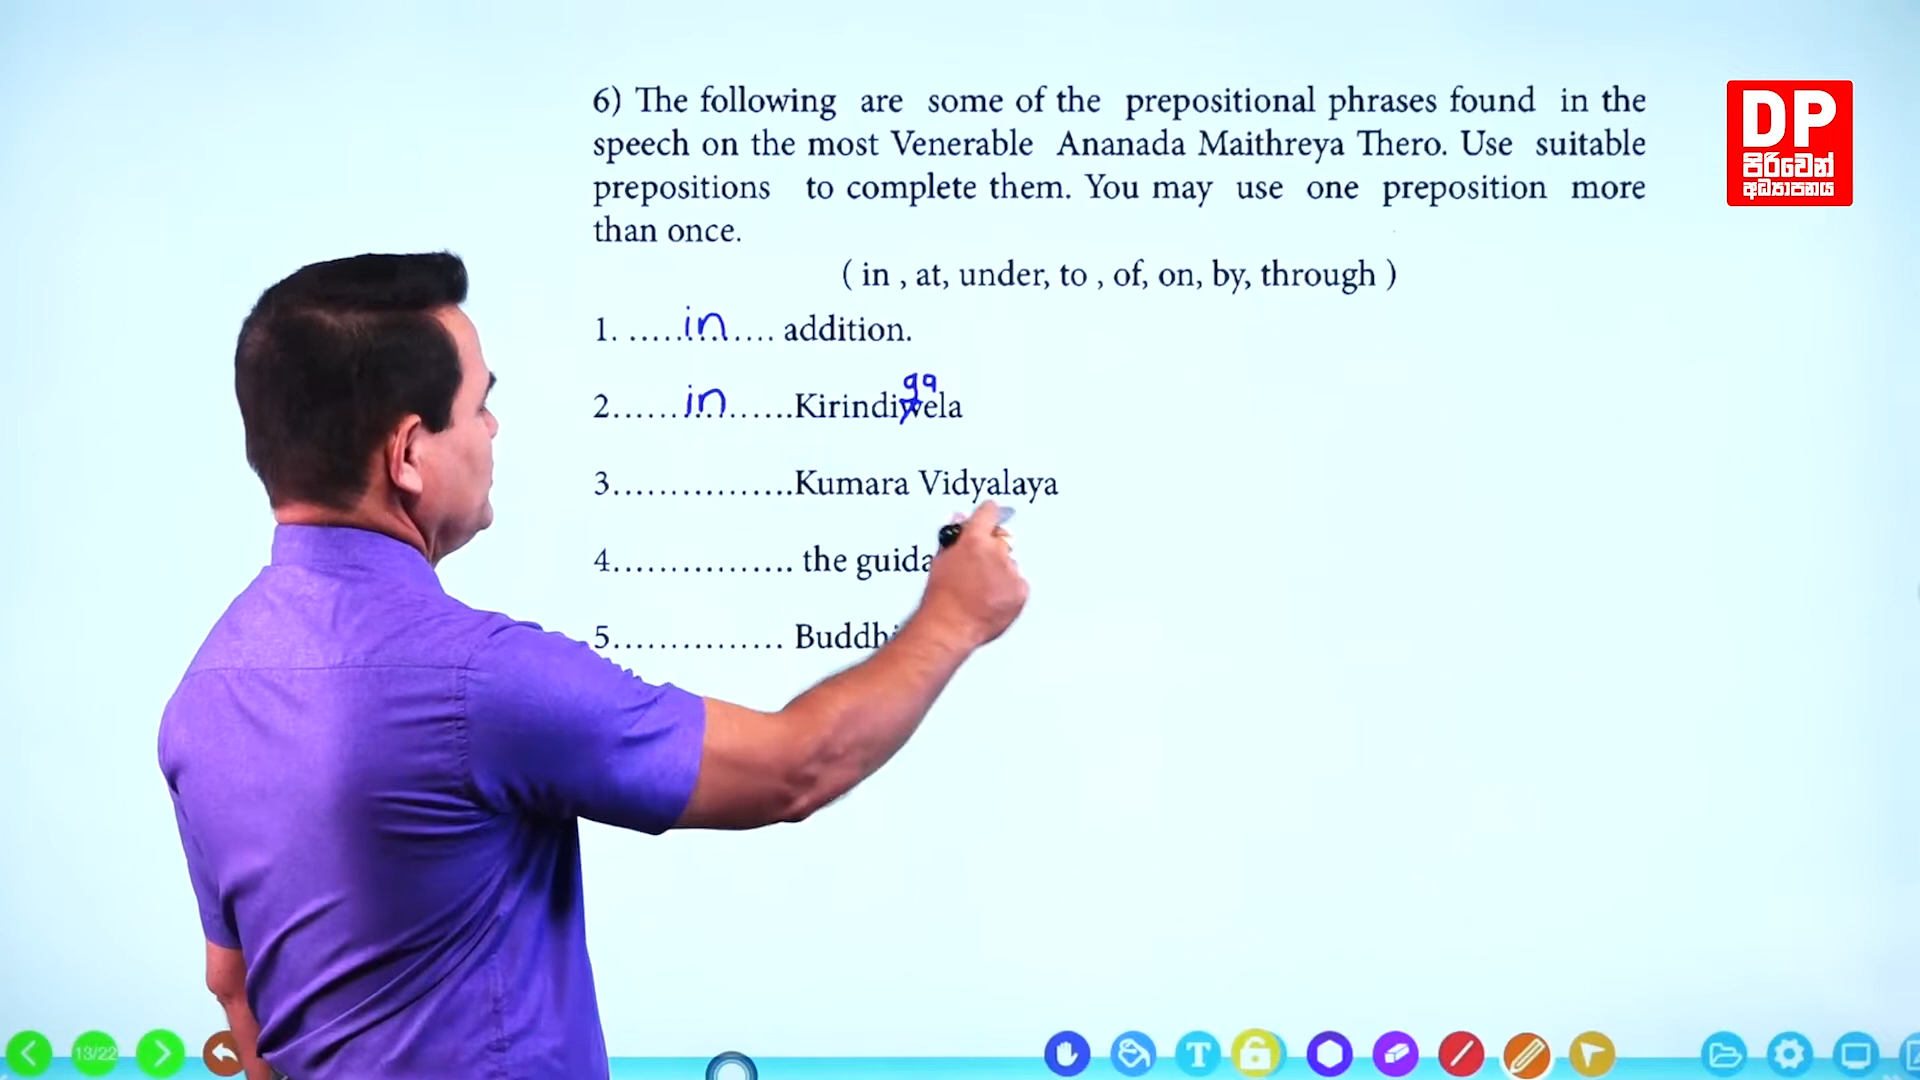 6) The following are some of the prepositional phrases found in the
speech on the most Venerable Ananada Maithreya Thero. Use suitable
prepositions to complete them. You may use one preposition more
than once.
( in , at, under, to , of, on, by, through )
1. .....in.... addition.
2......in......Kirindiwela
ga
3................Kumara Vidyalaya
4................ the guida
5............... Buddhi
DP
පිරිවෙන්
අධ්‍යාපනය
13/22
T